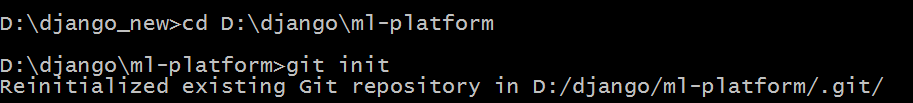 D:\django_new>cd D:\django\ml-platform
D:\django\ml-platform>git init
Reinitialized existing Git repository in D:/django/ml-platform/.git/